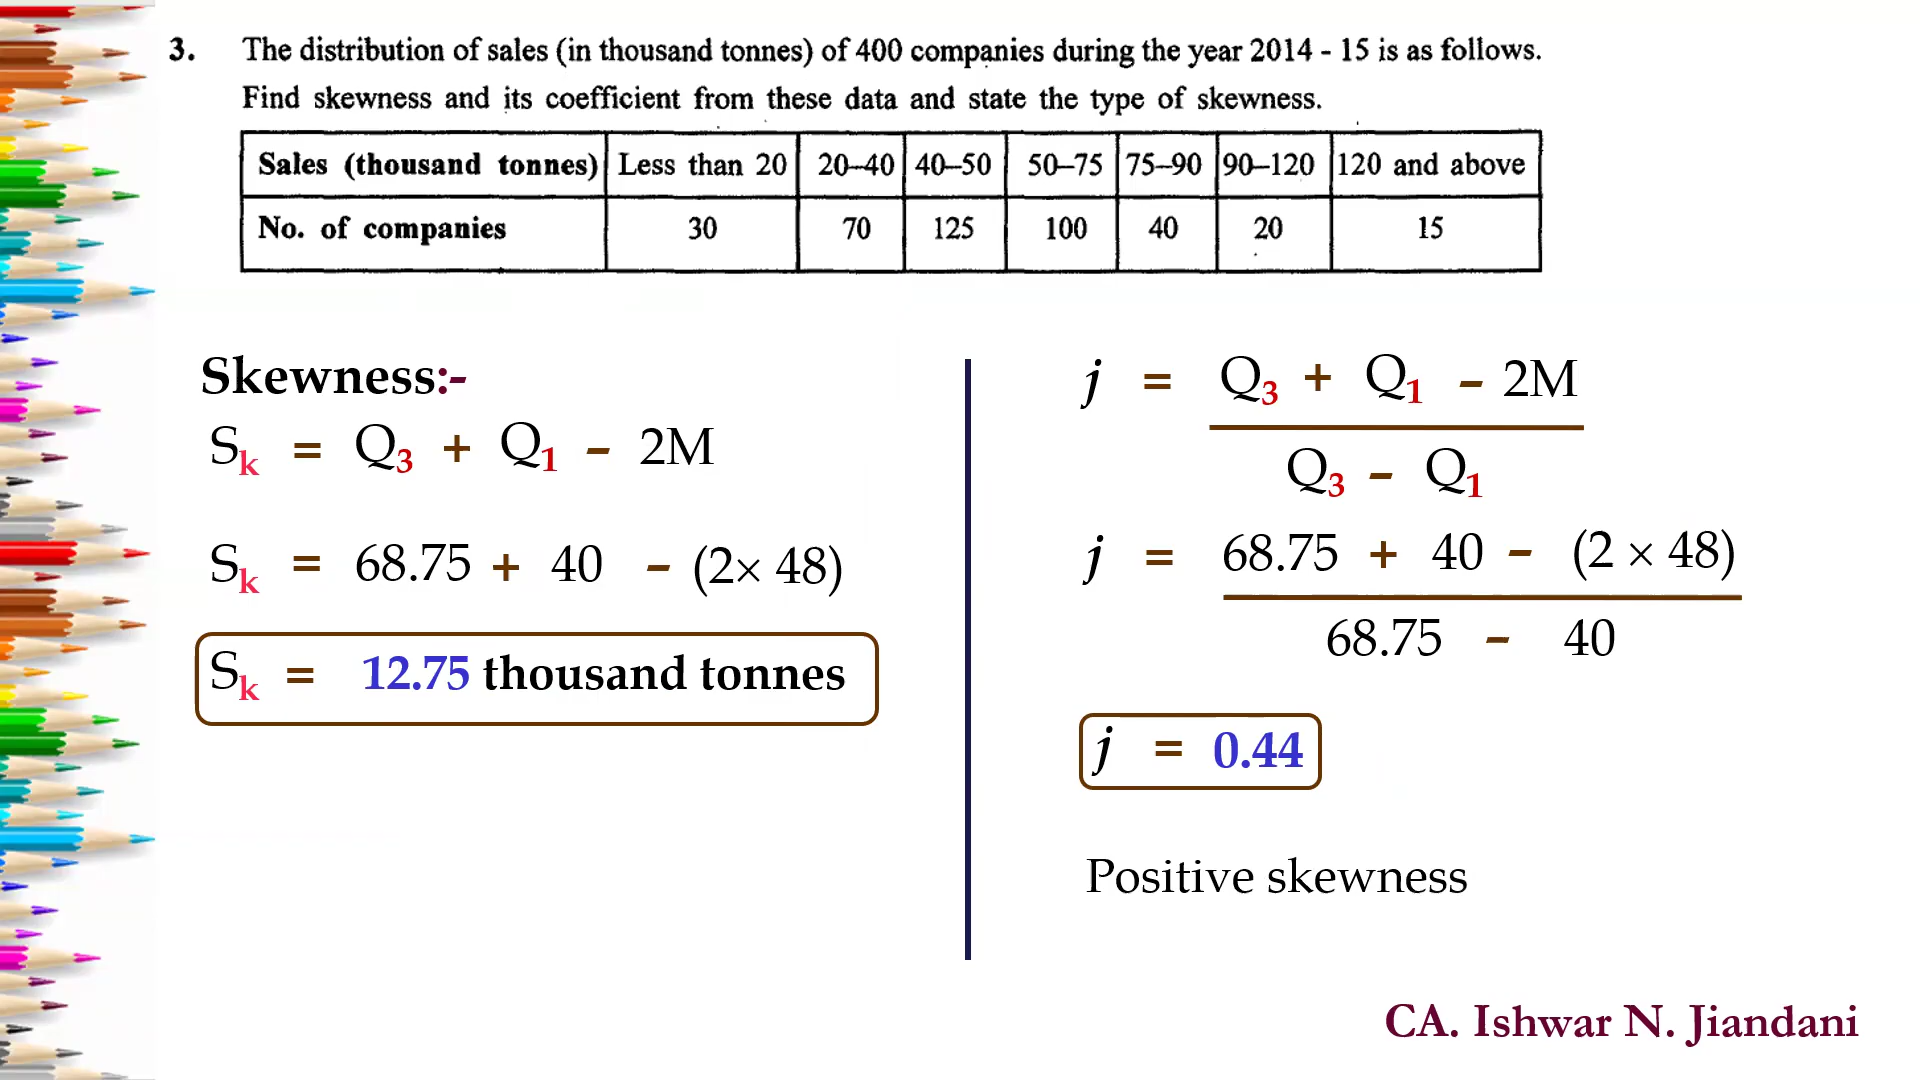 3. The distribution of sales (in thousand tonnes) of 400 companies during the year 2014 - 15 is as follows.
Find skewness and its coefficient from these data and state the type of skewness.
Sales (thousand tonnes) Less than 20 20–40 40–50 50–75 75–90 90–120 120 and above
No. of companies 30 70 125 100 40 20 15
Skewness:-
Sk = Q3 + Q1 - 2M
Sk = 68.75 + 40 - (2× 48)
Sk = 12.75 thousand tonnes
j = Q3 + Q1 - 2M
Q3 - Q1
j = 68.75 + 40 - (2 × 48)
68.75 - 40
j = 0.44
Positive skewness
CA. Ishwar N. Jiandani